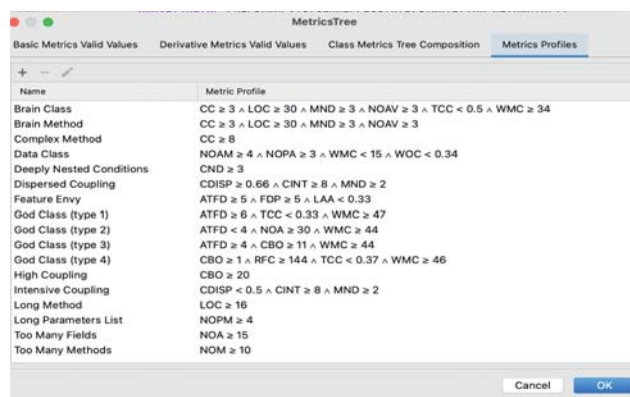 MetricsTree
Basic Metrics Valid Values Derivative Metrics Valid Values Class Metrics Tree Composition Metrics Profiles
+ −
Name Metric Profile
Brain Class CC ≥ 3 ∧ LOC ≥ 30 ∧ MND ≥ 3 ∧ NOAV ≥ 3 ∧ TCC < 0.5 ∧ WMC ≥ 34
Brain Method CC ≥ 3 ∧ LOC ≥ 30 ∧ MND ≥ 3 ∧ NOAV ≥ 3
Complex Method CC ≥ 8
Data Class NOAM ≥ 4 ∧ NOPA ≥ 3 ∧ WMC < 15 ∧ WOC < 0.34
Deeply Nested Conditions CND ≥ 3
Dispersed Coupling CDISP ≥ 0.66 ∧ CINT ≥ 8 ∧ MND ≥ 2
Feature Envy ATFD ≥ 5 ∧ FDP ≥ 5 ∧ LAA < 0.33
God Class (type 1) ATFD ≥ 6 ∧ TCC < 0.33 ∧ WMC ≥ 47
God Class (type 2) ATFD < 4 ∧ NOA ≥ 30 ∧ WMC ≥ 44
God Class (type 3) ATFD ≥ 4 ∧ CBO ≥ 11 ∧ WMC ≥ 44
God Class (type 4) CBO ≥ 1 ∧ RFC ≥ 144 ∧ TCC < 0.37 ∧ WMC ≥ 46
High Coupling CBO ≥ 20
Intensive Coupling CDISP < 0.5 ∧ CINT ≥ 8 ∧ MND ≥ 2
Long Method LOC ≥ 16
Long Parameters List NOPM ≥ 4
Too Many Fields NOA ≥ 15
Too Many Methods NOM ≥ 10
Cancel OK